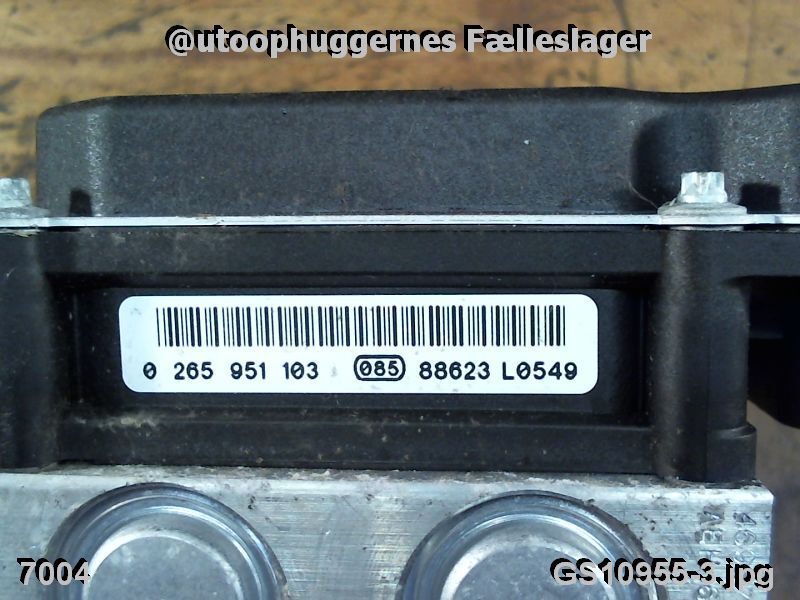 @utoophuggernes Fælleslager
0 265 951 103 085 88623 L0549
7004
GS10955-3.jpg